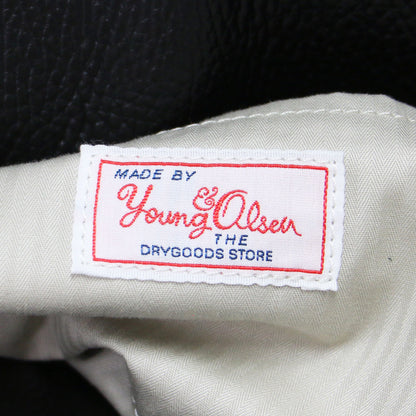 MADE BY
Young & Olsen
THE
DRYGOODS STORE